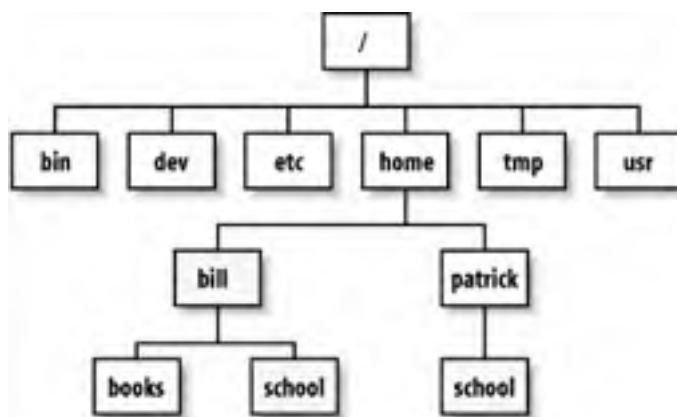 /
bin dev etc home tmp usr
bill patrick
books school school